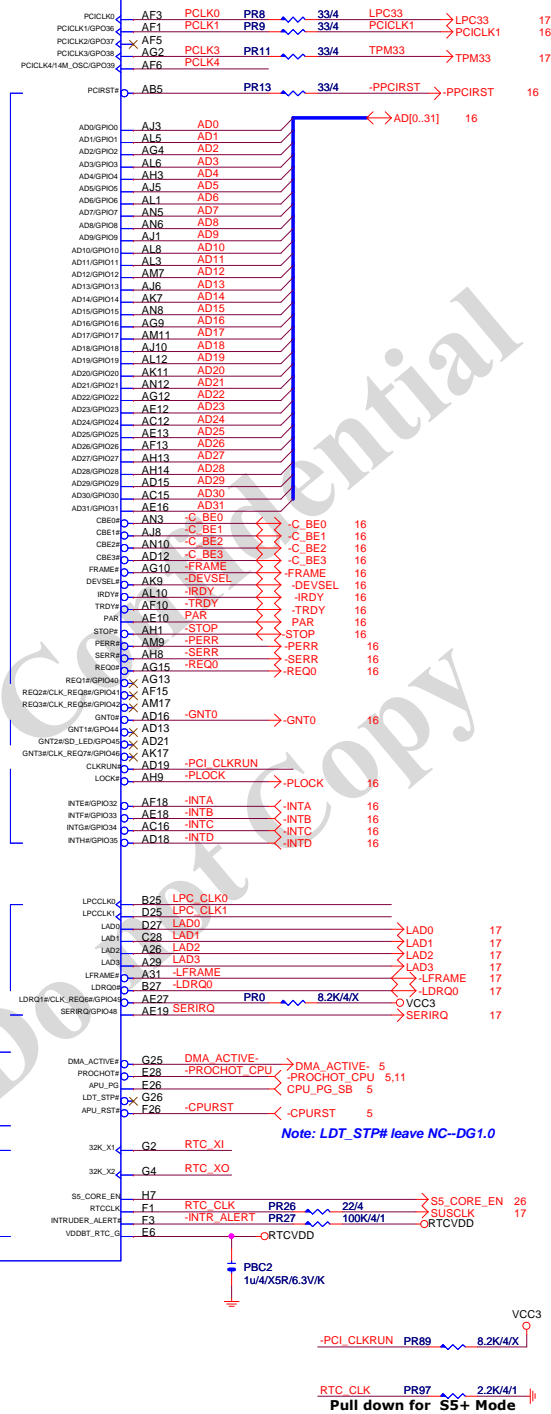 PCICLK0 AF3 PCLK0 PR8 33/4 LPC33 LPC33 17
PCICLK1/GPO36 AF1 PCLK1 PR9 33/4 PCICLK1 PCICLK1 16
PCICLK2/GPO37 AF5
PCICLK3/GPO38 AG2 PCLK3 PR11 33/4 TPM33 TPM33 17
PCICLK4/14M_OSC/GPO39 AF6 PCLK4
PCIRST# AB5 PR13 33/4 -PPCIRST -PPCIRST 16
AD[0..31] 16
AD0/GPIO0 AJ3 AD0
AD1/GPIO1 AL5 AD1
AD2/GPIO2 AG4 AD2
AD3/GPIO3 AL6 AD3
AD4/GPIO4 AH3 AD4
AD5/GPIO5 AJ5 AD5
AD6/GPIO6 AL1 AD6
AD7/GPIO7 AN5 AD7
AD8/GPIO8 AN6 AD8
AD9/GPIO9 AJ1 AD9
AD10/GPIO10 AL8 AD10
AD11/GPIO11 AL3 AD11
AD12/GPIO12 AM7 AD12
AD13/GPIO13 AJ6 AD13
AD14/GPIO14 AK7 AD14
AD15/GPIO15 AN8 AD15
AD16/GPIO16 AG9 AD16
AD17/GPIO17 AM11 AD17
AD18/GPIO18 AJ10 AD18
AD19/GPIO19 AL12 AD19
AD20/GPIO20 AK11 AD20
AD21/GPIO21 AN12 AD21
AD22/GPIO22 AG12 AD22
AD23/GPIO23 AE12 AD23
AD24/GPIO24 AC12 AD24
AD25/GPIO25 AE13 AD25
AD26/GPIO26 AF13 AD26
AD27/GPIO27 AH13 AD27
AD28/GPIO28 AH14 AD28
AD29/GPIO29 AD15 AD29
AD30/GPIO30 AC15 AD30
AD31/GPIO31 AE16 AD31
CBE0# AN3 -C_BE0 -C_BE0 16
CBE1# AJ8 -C_BE1 -C_BE1 16
CBE2# AN10 -C_BE2 -C_BE2 16
CBE3# AD12 -C_BE3 -C_BE3 16
FRAME# AG10 -FRAME -FRAME 16
DEVSEL# AK9 -DEVSEL -DEVSEL 16
IRDY# AL10 -IRDY -IRDY 16
TRDY# AF10 -TRDY -TRDY 16
PAR AE10 PAR PAR 16
STOP# AH1 -STOP -STOP 16
PERR# AM9 -PERR -PERR 16
SERR# AH8 -SERR -SERR 16
REQ0# AG15 -REQ0 -REQ0 16
REQ1#/GPIO40 AG13
REQ2#/CLK_REQ8#/GPIO41 AF15
REQ3#/CLK_REQ5#/GPIO42 AM17
GNT0# AD16 -GNT0 -GNT0 16
GNT1#/GPO44 AD13
GNT2#/SD_LED/GPO45 AD21
GNT3#/CLK_REQ7#/GPIO46 AK17
CLKRUN# AD19 -PCI_CLKRUN
LOCK# AH9 -PLOCK -PLOCK 16
INTE#/GPIO32 AF18 -INTA -INTA 16
INTF#/GPIO33 AE18 -INTB -INTB 16
INTG#/GPIO34 AC16 -INTC -INTC 16
INTH#/GPIO35 AD18 -INTD -INTD 16
LPCCLK0 B25 LPC_CLK0
LPCCLK1 D25 LPC_CLK1
LAD0 D27 LAD0 LAD0 17
LAD1 C28 LAD1 LAD1 17
LAD2 A26 LAD2 LAD2 17
LAD3 A29 LAD3 LAD3 17
LFRAME# A31 -LFRAME -LFRAME 17
LDRQ0# B27 -LDRQ0 -LDRQ0 17
LDRQ1#/CLK_REQ6#/GPIO49 AE27 PR0 8.2K/4/X VCC3
SERIRQ/GPIO48 AE19 SERIRQ SERIRQ 17
DMA_ACTIVE# G25 DMA_ACTIVE- DMA_ACTIVE- 5
PROCHOT# E28 -PROCHOT_CPU -PROCHOT_CPU 5,11
APU_PG E26 CPU_PG_SB 5
LDT_STP# G26
APU_RST# F26 -CPURST -CPURST 5
Note: LDT_STP# leave NC--DG1.0
32K_X1 G2 RTC_XI
32K_X2 G4 RTC_XO
S5_CORE_EN H7 S5_CORE_EN 26
RTCCLK F1 RTC_CLK PR26 22/4 SUSCLK 17
INTRUDER_ALERT# F3 -INTR_ALERT PR27 100K/4/1 RTCVDD
VDDBT_RTC_G E6 RTCVDD
PBC2
1u/4/X5R/6.3V/K
VCC3
-PCI_CLKRUN PR89 8.2K/4/X
RTC_CLK PR97 2.2K/4/1
Pull down for S5+ Mode
Confidential
Do not Copy